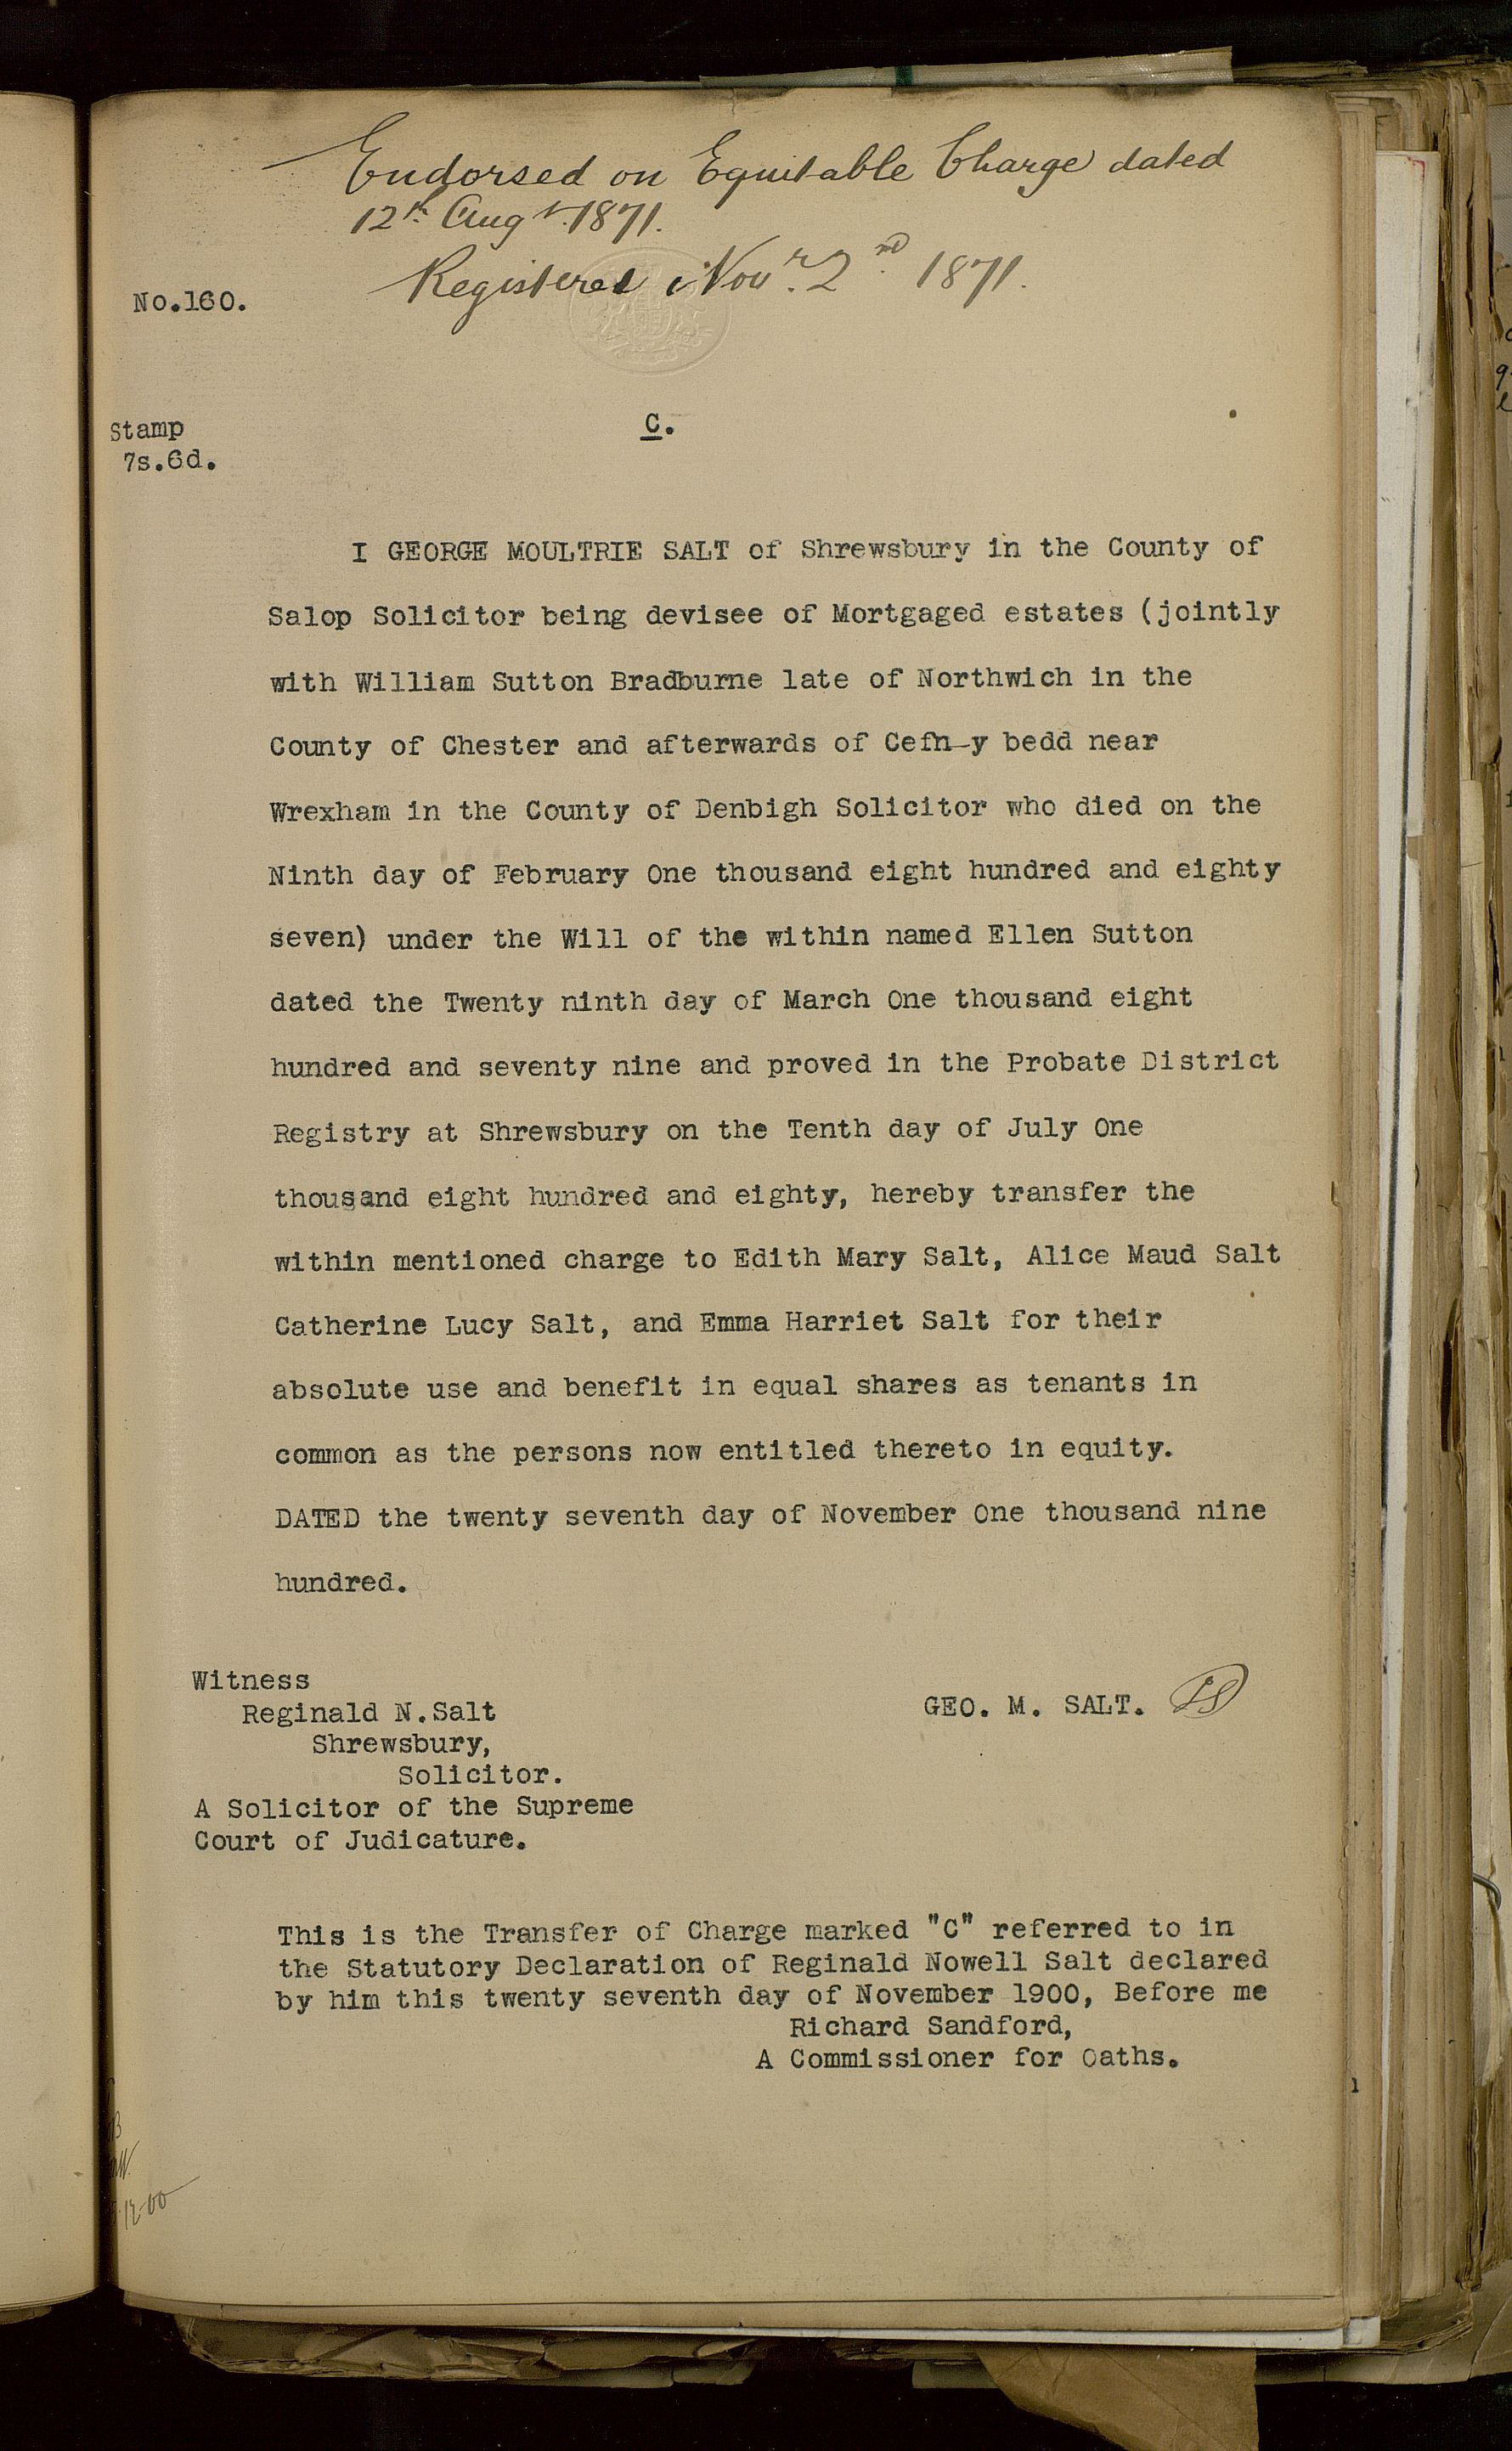 Endorsed on Equitable Charge dated
12th Augt. 1871.
Registered Novr. 2nd 1871.
No.160.
Stamp
7s.6d.
C.
I GEORGE MOULTRIE SALT of Shrewsbury in the County of
Salop Solicitor being devisee of Mortgaged estates (jointly
with William Sutton Bradburne late of Northwich in the
County of Chester and afterwards of Cefn-y bedd near
Wrexham in the County of Denbigh Solicitor who died on the
Ninth day of February One thousand eight hundred and eighty
seven) under the Will of the within named Ellen Sutton
dated the Twenty ninth day of March One thousand eight
hundred and seventy nine and proved in the Probate District
Registry at Shrewsbury on the Tenth day of July One
thousand eight hundred and eighty, hereby transfer the
within mentioned charge to Edith Mary Salt, Alice Maud Salt
Catherine Lucy Salt, and Emma Harriet Salt for their
absolute use and benefit in equal shares as tenants in
common as the persons now entitled thereto in equity.
DATED the twenty seventh day of November One thousand nine
hundred.
Witness
Reginald N.Salt
Shrewsbury,
Solicitor.
A Solicitor of the Supreme
Court of Judicature.
GEO. M. SALT. LS
This is the Transfer of Charge marked "C" referred to in
the Statutory Declaration of Reginald Nowell Salt declared
by him this twenty seventh day of November 1900, Before me
Richard Sandford,
A Commissioner for Oaths.
12-00